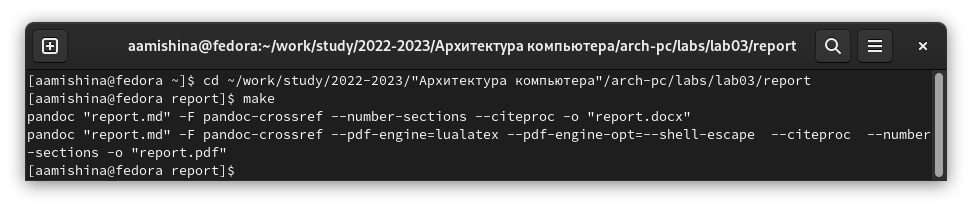 aamishina@fedora:~/work/study/2022-2023/Архитектура компьютера/arch-pc/labs/lab03/report
[aamishina@fedora ~]$ cd ~/work/study/2022-2023/"Архитектура компьютера"/arch-pc/labs/lab03/report
[aamishina@fedora report]$ make
pandoc "report.md" -F pandoc-crossref --number-sections --citeproc -o "report.docx"
pandoc "report.md" -F pandoc-crossref --pdf-engine=lualatex --pdf-engine-opt=--shell-escape  --citeproc  --number
-sections -o "report.pdf"
[aamishina@fedora report]$